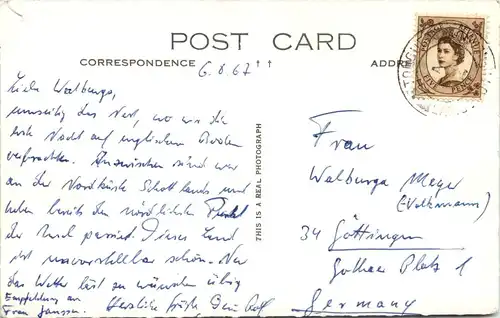 POST CARD
CORRESPONDENCE
ADDRE
6.8.67
Liebe Walburga,
umseitig das Nest, wo wir die
erste Nacht auf englischem Boden
verbrachten. Inzwischen sind wir
an der Nordküste Schottlands und
haben bereits den nördlichsten Punkt
der Insel passiert. Dieses Land
ist unvorstellbar schön. Nur
das Wetter läßt zu wünschen übrig
Empfehlung an
Frau Janssen.
Herzliche Grüße Dein Rolf
THIS IS A REAL PHOTOGRAPH
Frau
Walburga Meyer
(Volkmann)
34 Göttingen
Gothaer Platz 1
Germany